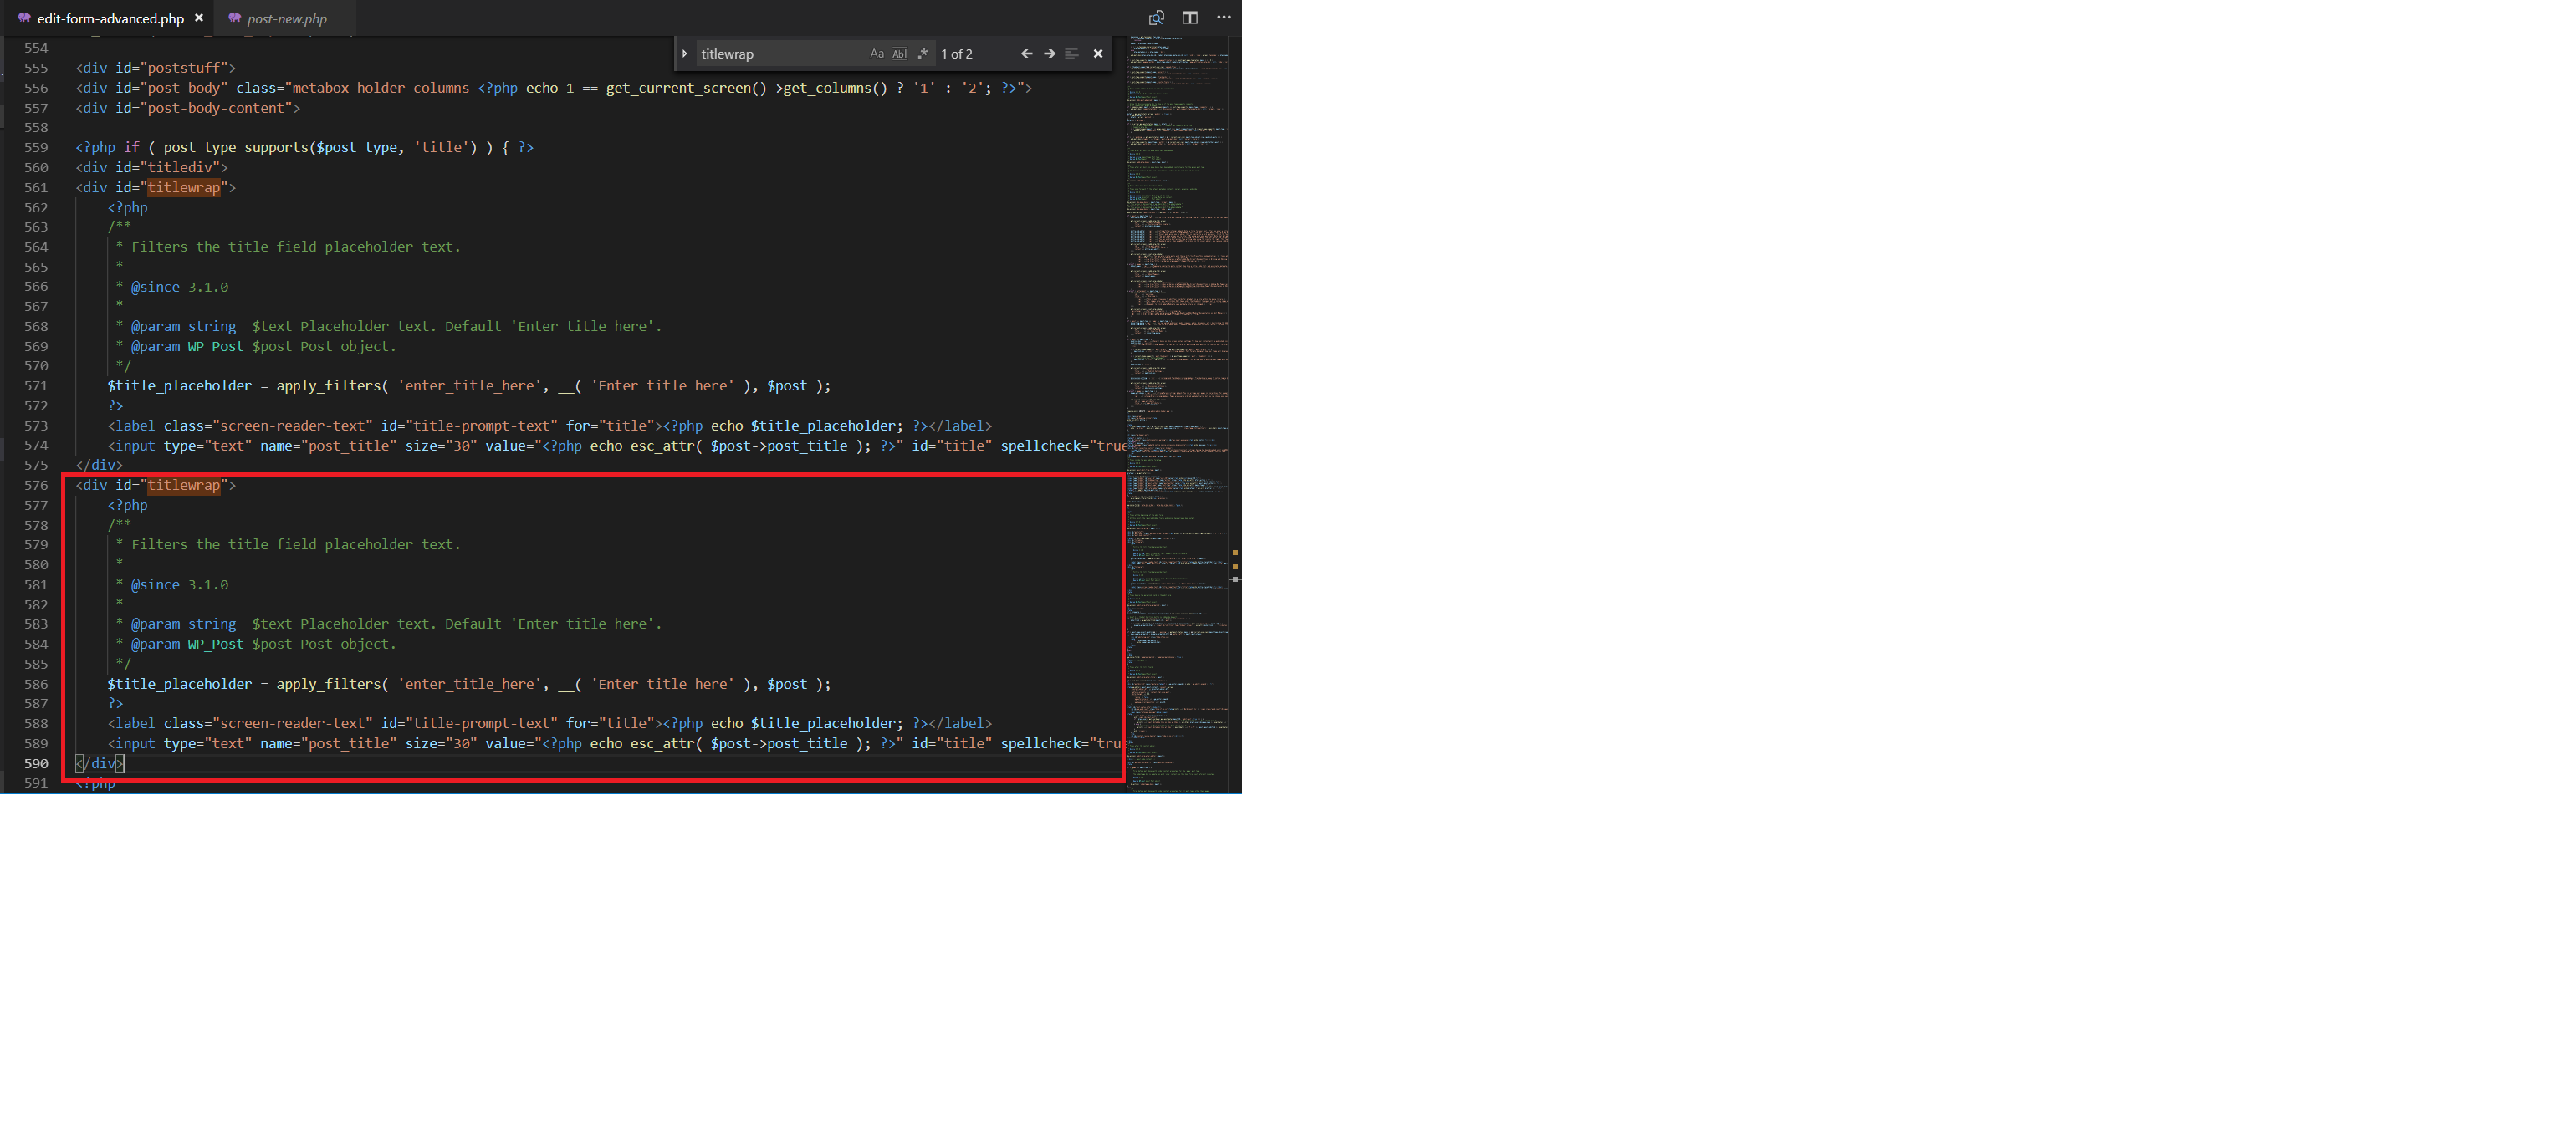 edit-form-advanced.php × post-new.php
titlewrap Aa Abl .* 1 of 2
554
555 <div id="poststuff">
556 <div id="post-body" class="metabox-holder columns-<?php echo 1 == get_current_screen()->get_columns() ? '1' : '2'; ?>">
557 <div id="post-body-content">
558
559 <?php if ( post_type_supports($post_type, 'title') ) { ?>
560 <div id="titlediv">
561 <div id="titlewrap">
562 <?php
563 /**
564 * Filters the title field placeholder text.
565 *
566 * @since 3.1.0
567 *
568 * @param string  $text Placeholder text. Default 'Enter title here'.
569 * @param WP_Post $post Post object.
570 */
571 $title_placeholder = apply_filters( 'enter_title_here', __( 'Enter title here' ), $post );
572 ?>
573 <label class="screen-reader-text" id="title-prompt-text" for="title"><?php echo $title_placeholder; ?></label>
574 <input type="text" name="post_title" size="30" value="<?php echo esc_attr( $post->post_title ); ?>" id="title" spellcheck="tru
575 </div>
576 <div id="titlewrap">
577 <?php
578 /**
579 * Filters the title field placeholder text.
580 *
581 * @since 3.1.0
582 *
583 * @param string  $text Placeholder text. Default 'Enter title here'.
584 * @param WP_Post $post Post object.
585 */
586 $title_placeholder = apply_filters( 'enter_title_here', __( 'Enter title here' ), $post );
587 ?>
588 <label class="screen-reader-text" id="title-prompt-text" for="title"><?php echo $title_placeholder; ?></label>
589 <input type="text" name="post_title" size="30" value="<?php echo esc_attr( $post->post_title ); ?>" id="title" spellcheck="tru
590 </div>
591 <?php